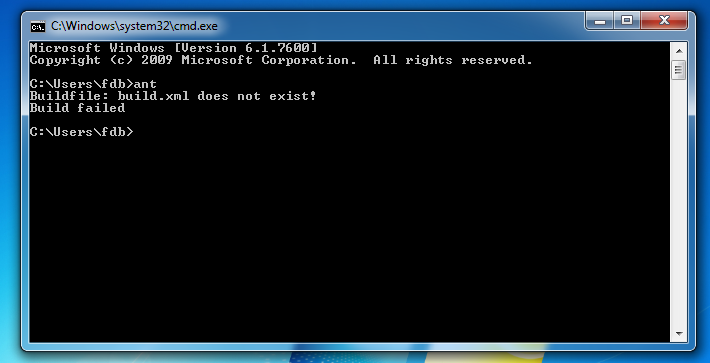 C:\Windows\system32\cmd.exe
Microsoft Windows [Version 6.1.7600]
Copyright (c) 2009 Microsoft Corporation.  All rights reserved.
C:\Users\fdb>ant
Buildfile: build.xml does not exist!
Build failed
C:\Users\fdb>